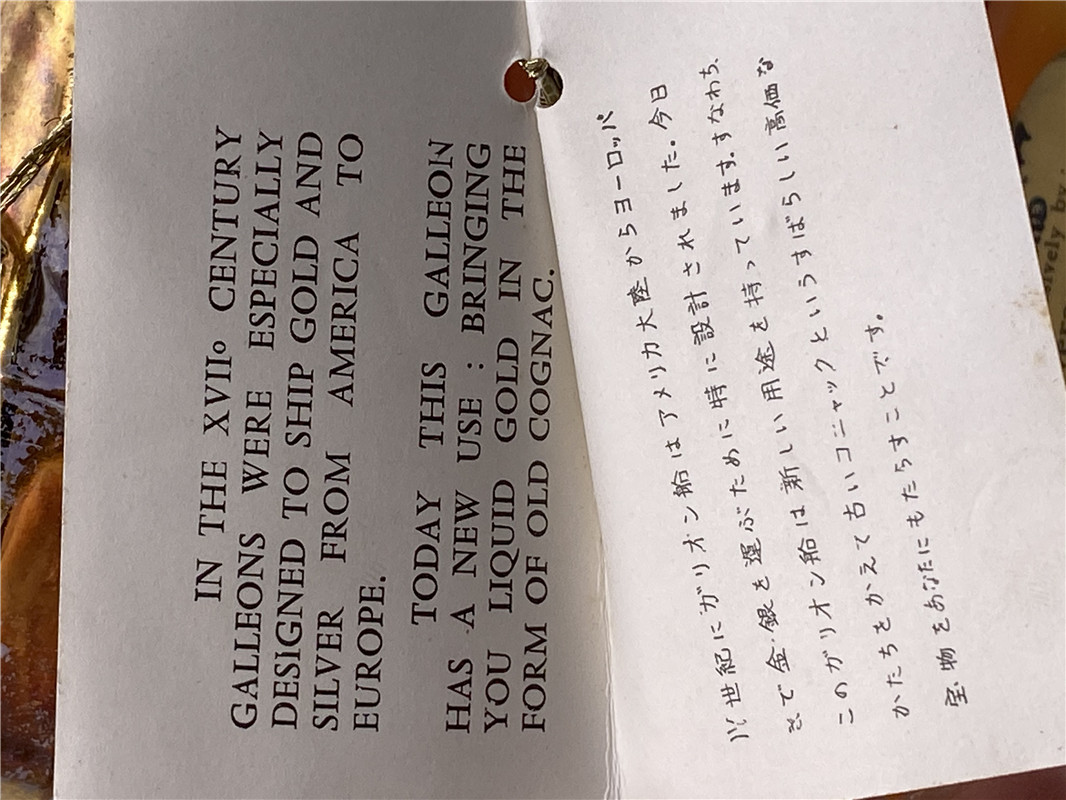 IN THE XVIIº CENTURY
GALLEONS WERE ESPECIALLY
DESIGNED TO SHIP GOLD AND
SILVER FROM AMERICA TO
EUROPE.
TODAY THIS GALLEON
HAS A NEW USE : BRINGING
YOU LIQUID GOLD IN THE
FORM OF OLD COGNAC.
17世紀にガリオン船はアメリカ大陸からヨーロッパ
まで金・銀を運ぶために特に設計されました。今日
このガリオン船は新しい用途を持っています。すなわち
かたちをかえて古いコニャックというすばらしい高価な
宝物をあなたにもたらすことです。